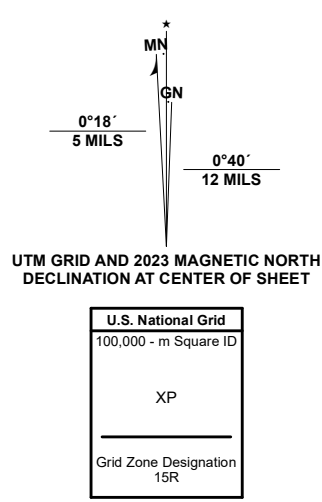 MN
GN
0°18´
5 MILS
0°40´
12 MILS
UTM GRID AND 2023 MAGNETIC NORTH
DECLINATION AT CENTER OF SHEET
U.S. National Grid
100,000 - m Square ID
XP
Grid Zone Designation
15R